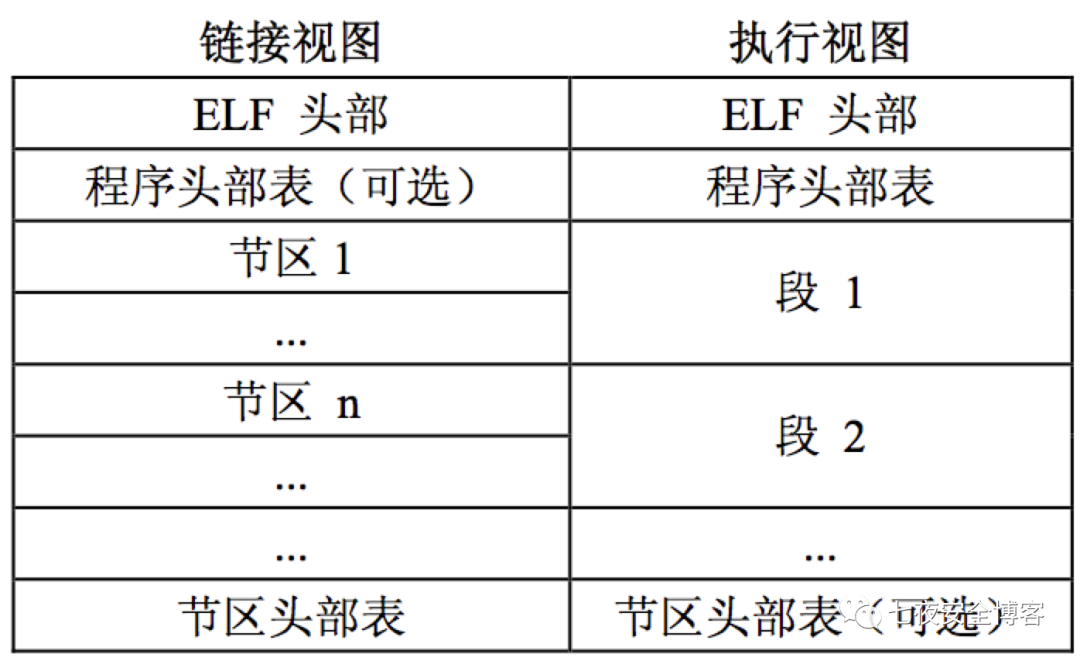 链接视图 执行视图
ELF 头部 ELF 头部
程序头部表（可选） 程序头部表
节区 1
段 1
...
节区 n
段 2
...
... ...
节区头部表 节区头部表（可选）
七夜安全博客